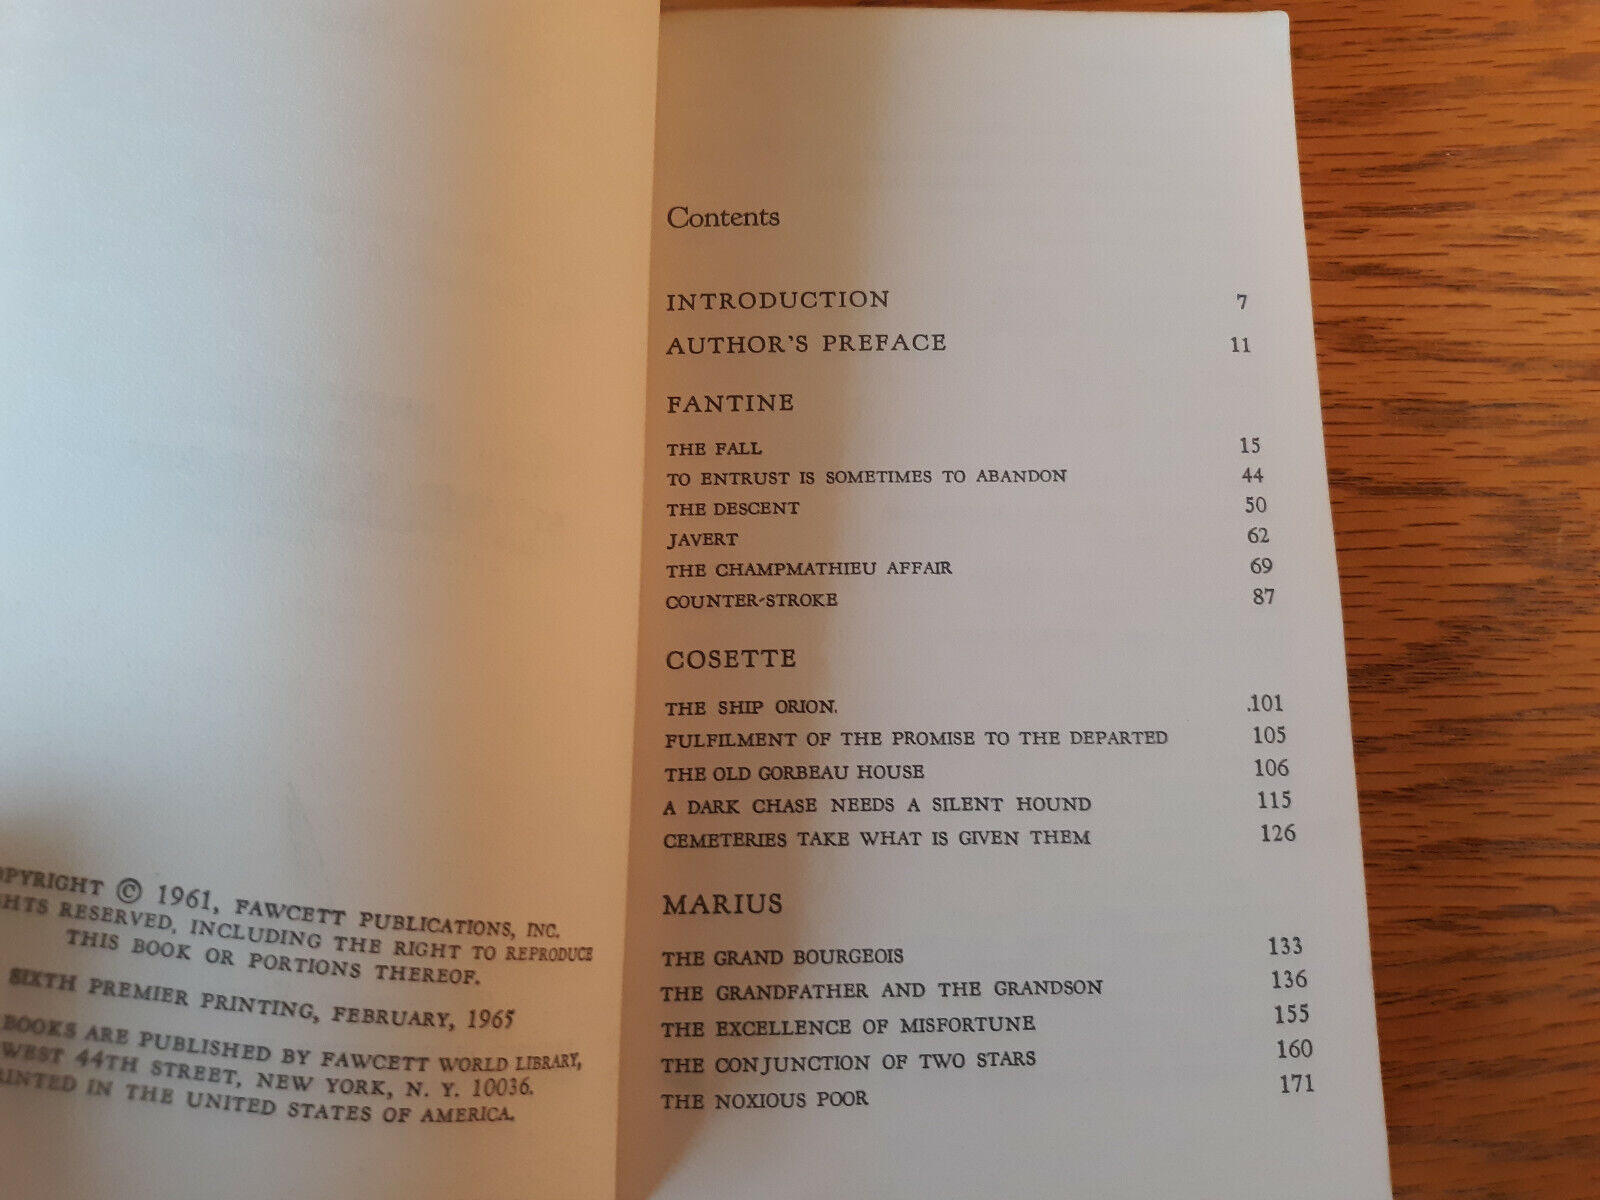 COPYRIGHT © 1961, FAWCETT PUBLICATIONS, INC.
RESERVED, INCLUDING THE RIGHT TO REPRODUCE
THIS BOOK OR PORTIONS THEREOF.
SIXTH PREMIER PRINTING, FEBRUARY, 1965
BOOKS ARE PUBLISHED BY FAWCETT WORLD LIBRARY,
WEST 44TH STREET, NEW YORK, N. Y. 10036.
PRINTED IN THE UNITED STATES OF AMERICA.
Contents
INTRODUCTION 7
AUTHOR'S PREFACE 11
FANTINE
THE FALL 15
TO ENTRUST IS SOMETIMES TO ABANDON 44
THE DESCENT 50
JAVERT 62
THE CHAMPMATHIEU AFFAIR 69
COUNTER-STROKE 87
COSETTE
THE SHIP ORION. .101
FULFILMENT OF THE PROMISE TO THE DEPARTED 105
THE OLD GORBEAU HOUSE 106
A DARK CHASE NEEDS A SILENT HOUND 115
CEMETERIES TAKE WHAT IS GIVEN THEM 126
MARIUS
THE GRAND BOURGEOIS 133
THE GRANDFATHER AND THE GRANDSON 136
THE EXCELLENCE OF MISFORTUNE 155
THE CONJUNCTION OF TWO STARS 160
THE NOXIOUS POOR 171